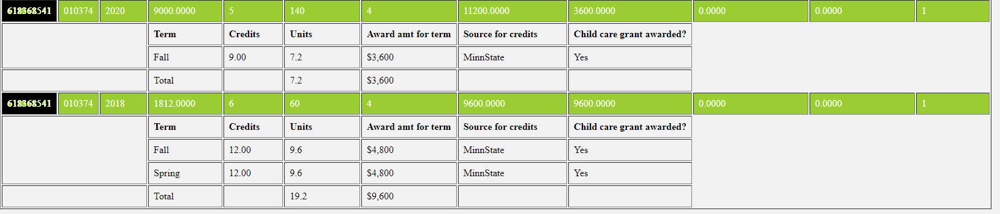 010374 2020 9000.0000 5 140 4 11200.0000 3600.0000 0.0000 0.0000 1
Term Credits Units Award amt for term Source for credits Child care grant awarded?
Fall 9.00 7.2 $3,600 MinnState Yes
Total 7.2 $3,600
010374 2018 1812.0000 6 60 4 9600.0000 9600.0000 0.0000 0.0000 1
Term Credits Units Award amt for term Source for credits Child care grant awarded?
Fall 12.00 9.6 $4,800 MinnState Yes
Spring 12.00 9.6 $4,800 MinnState Yes
Total 19.2 $9,600